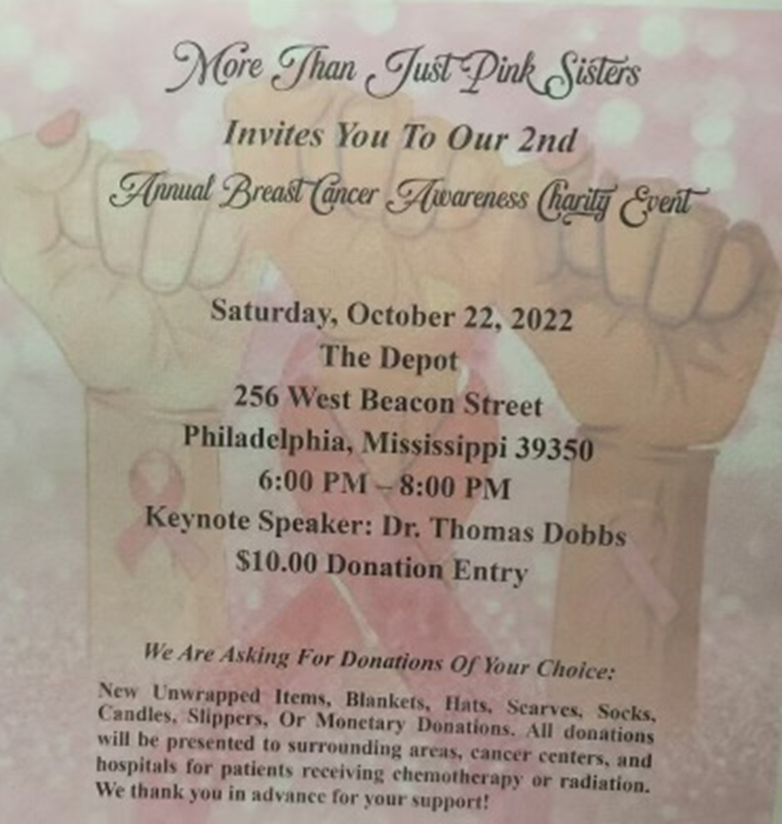 More Than Just Pink Sisters
Invites You To Our 2nd
Annual Breast Cancer Awareness Charity Event
Saturday, October 22, 2022
The Depot
256 West Beacon Street
Philadelphia, Mississippi 39350
6:00 PM – 8:00 PM
Keynote Speaker: Dr. Thomas Dobbs
$10.00 Donation Entry
We Are Asking For Donations Of Your Choice:
New Unwrapped Items, Blankets, Hats, Scarves, Socks,
Candles, Slippers, Or Monetary Donations. All donations
will be presented to surrounding areas, cancer centers, and
hospitals for patients receiving chemotherapy or radiation.
We thank you in advance for your support!